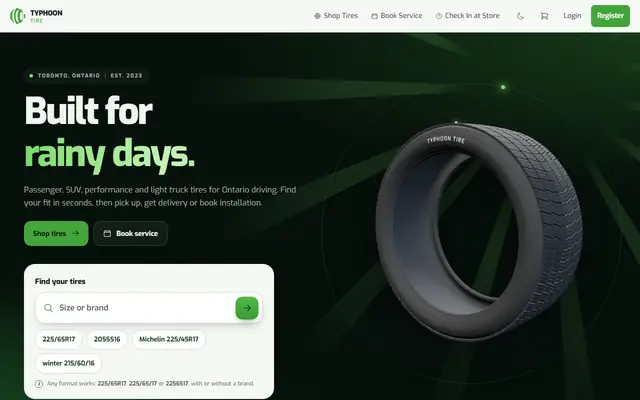 TYPHOON
TIRE
Shop Tires
Book Service
Check In at Store
Login
Register
TORONTO, ONTARIO | EST. 2023
Built for
rainy days.
Passenger, SUV, performance and light truck tires for Ontario driving. Find
your fit in seconds, then pick up, get delivery or book installation.
Shop tires
Book service
TYPHOON TIRE
Find your tires
Size or brand
225/65R17
2055516
Michelin 225/45R17
winter 215/60/16
Any format works: 225/65R17, 225/65/17 or 2256517, with or without a brand.